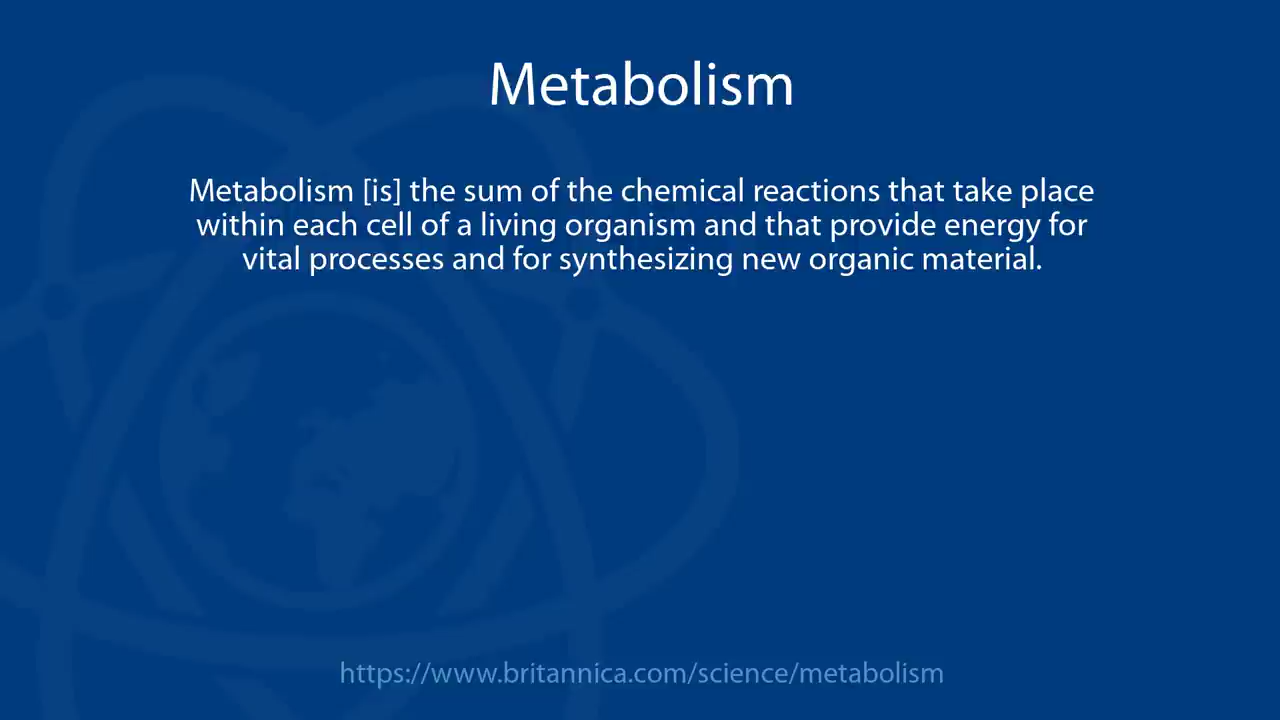 Metabolism
Metabolism [is] the sum of the chemical reactions that take place
within each cell of a living organism and that provide energy for
vital processes and for synthesizing new organic material.
https://www.britannica.com/science/metabolism